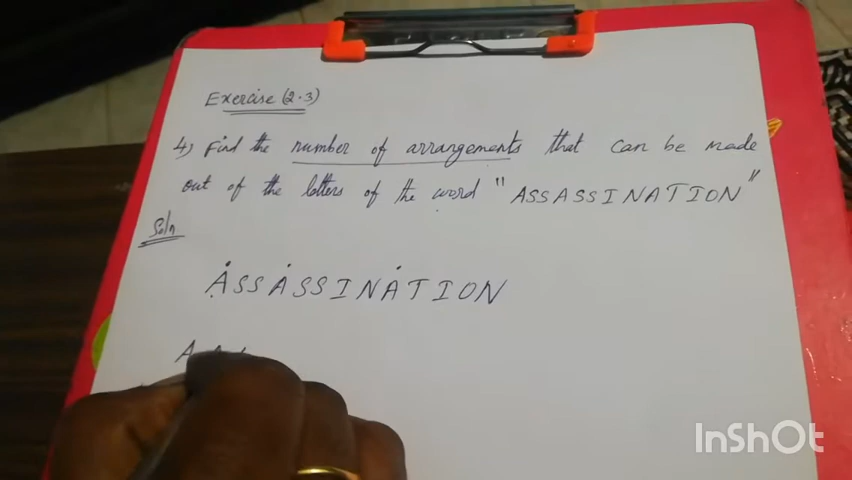 Exercise (2.3)
4) Find the number of arrangements that can be made
out of the letters of the word "ASSASSINATION"
Soln
ASSASSINATION
A A
InShOt